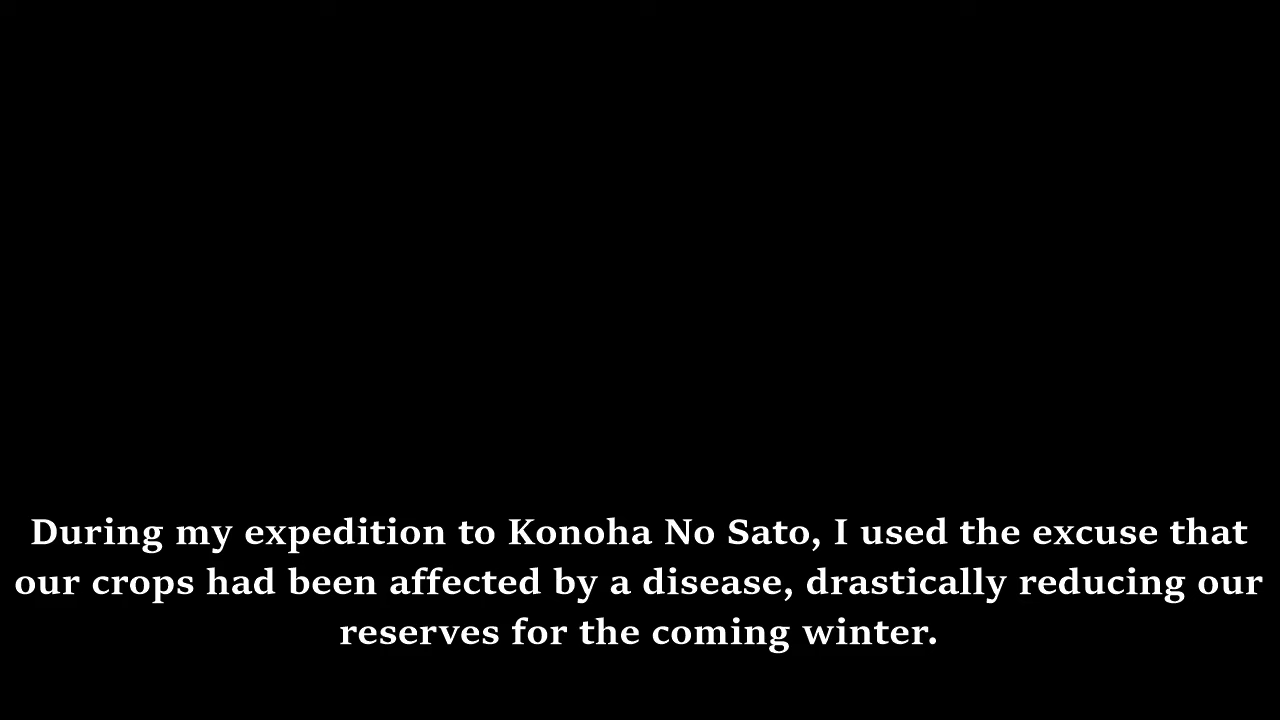 During my expedition to Konoha No Sato, I used the excuse that
our crops had been affected by a disease, drastically reducing our
reserves for the coming winter.